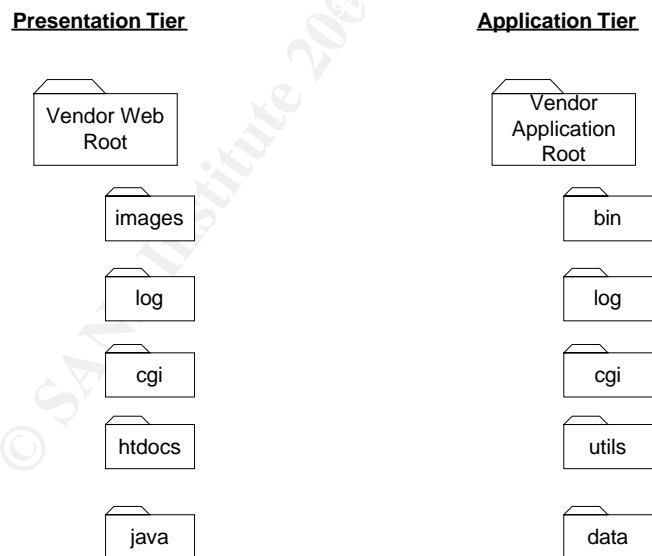 Presentation Tier
Application Tier
Vendor Web
Root
Vendor
Application
Root
images
bin
log
log
cgi
cgi
htdocs
utils
java
data